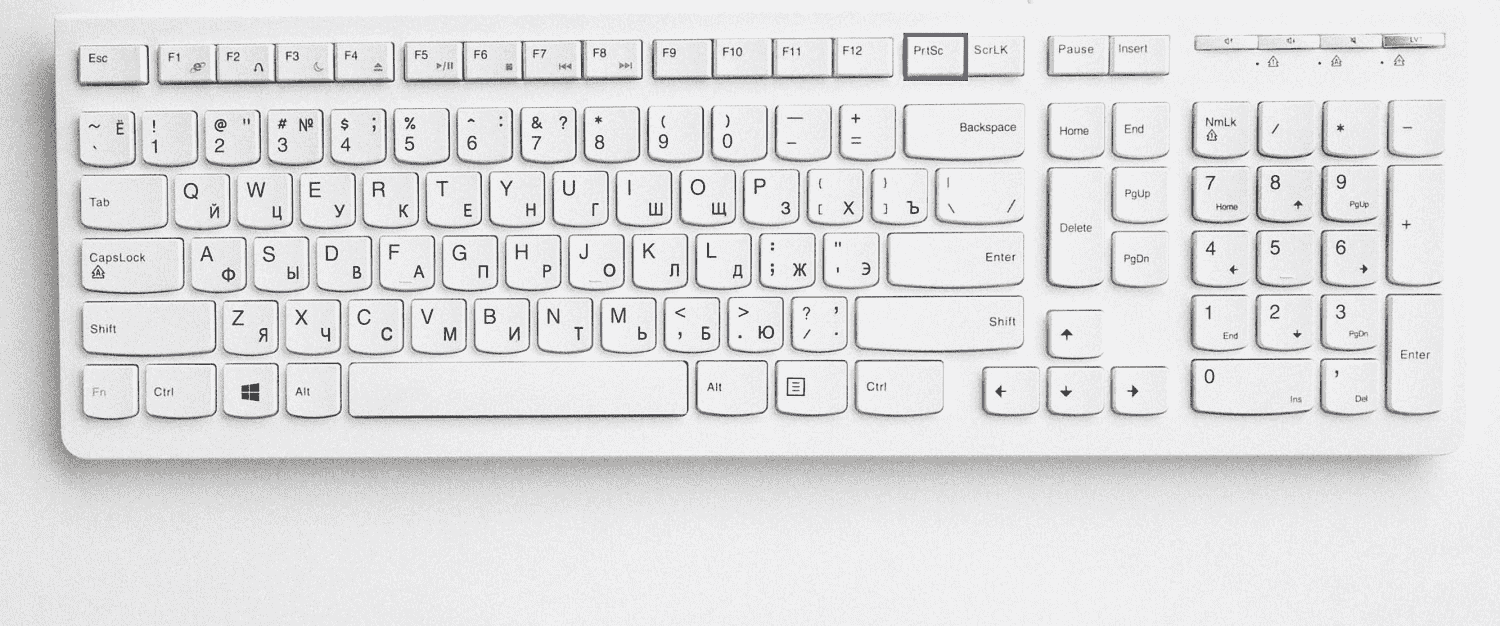 Esc F1 F2 F3 F4 F5 F6 F7 F8 F9 F10 F11 F12 PrtSc ScrLK Pause Insert
~ Ё ! @ " # № $ ; % ^ : & ? * ( ) — +
` 1 2 3 4 5 6 7 8 9 0 - = Backspace Home End NmLk / * −
Tab Q Й W Ц E У R К T Е Y Н U Г I Ш O Щ P З { [ Х } ] Ъ | \ / Delete PgUp 7 Home 8 9 PgUp +
CapsLock A Ф S Ы D В F А G П H Р J О K Л L Д : ; Ж " ' Э Enter PgDn 4 5 6
Shift Z Я X Ч C С V М B И N Т M Ь < , Б > . Ю ? / , . Shift 1 End 2 3 PgDn Enter
Fn Ctrl Alt Alt Ctrl 0 Ins , Del